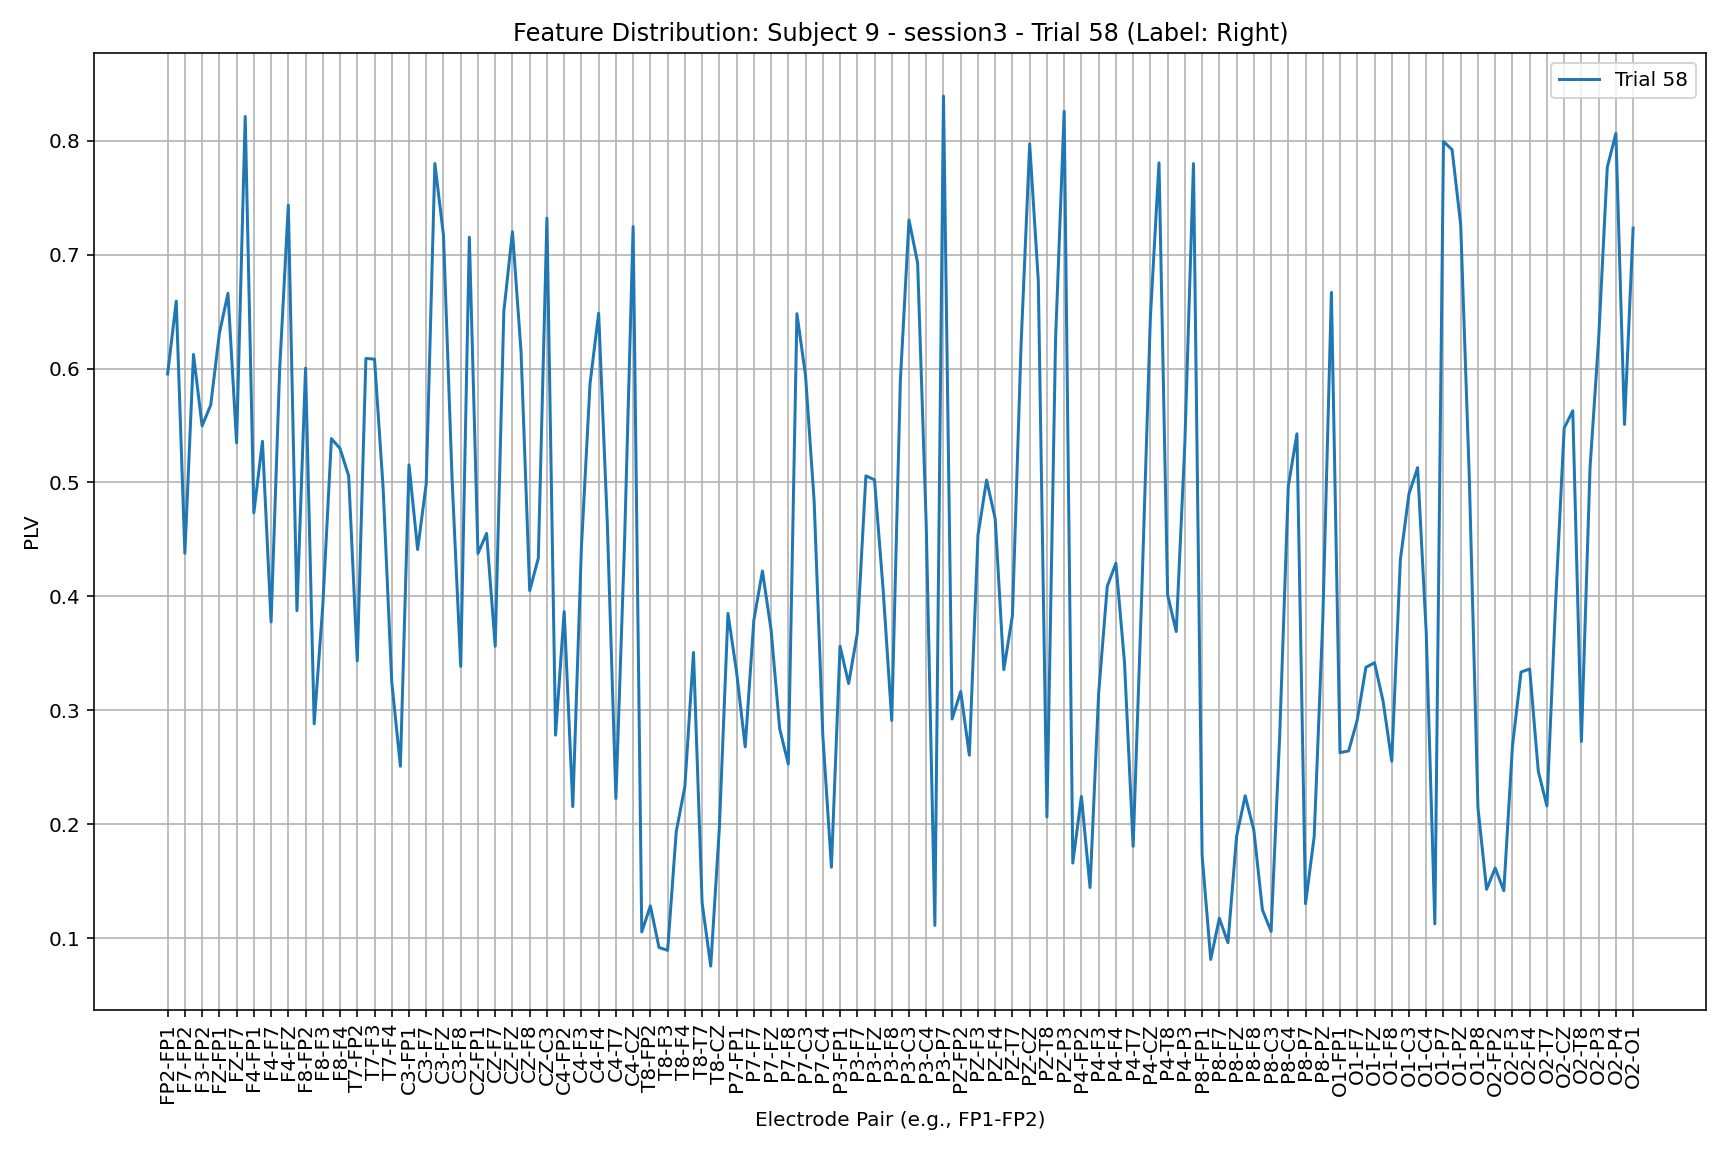 Feature Distribution: Subject 9 - session3 - Trial 58 (Label: Right)
Trial 58
PLV
0.8
0.7
0.6
0.5
0.4
0.3
0.2
0.1
FP2-FP1
F7-FP2
F3-FP2
FZ-FP1
FZ-F7
F4-FP1
F4-F7
F4-FZ
F8-FP2
F8-F3
F8-F4
T7-FP2
T7-F3
T7-F4
C3-FP1
C3-F7
C3-FZ
C3-F8
CZ-FP1
CZ-F7
CZ-FZ
CZ-F8
CZ-C3
C4-FP2
C4-F3
C4-F4
C4-T7
C4-CZ
T8-FP2
T8-F3
T8-F4
T8-T7
T8-CZ
P7-FP1
P7-F7
P7-FZ
P7-F8
P7-C3
P7-C4
P3-FP1
P3-F7
P3-FZ
P3-F8
P3-C3
P3-C4
P3-P7
PZ-FP2
PZ-F3
PZ-F4
PZ-T7
PZ-CZ
PZ-T8
PZ-P3
P4-FP2
P4-F3
P4-F4
P4-T7
P4-CZ
P4-T8
P4-P3
P8-FP1
P8-F7
P8-FZ
P8-F8
P8-C3
P8-C4
P8-P7
P8-PZ
O1-FP1
O1-F7
O1-FZ
O1-F8
O1-C3
O1-C4
O1-P7
O1-PZ
O1-P8
O2-FP2
O2-F3
O2-F4
O2-T7
O2-CZ
O2-T8
O2-P3
O2-P4
O2-O1
Electrode Pair (e.g., FP1-FP2)